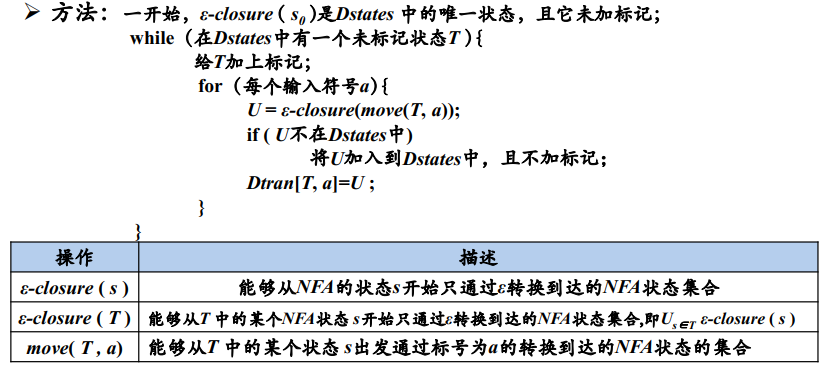 ➢ 方法：一开始，ε-closure ( s0 )是Dstates 中的唯一状态，且它未加标记；
while（在Dstates中有一个未标记状态T ){
给T加上标记；
for（每个输入符号a){
U = ε-closure(move(T, a));
if ( U不在Dstates中)
将U加入到Dstates中，且不加标记；
Dtran[T, a]=U ;
}
}
操作 描述
ε-closure ( s ) 能够从NFA的状态s开始只通过ε转换到达的NFA状态集合
ε-closure ( T ) 能够从T 中的某个NFA状态 s开始只通过ε转换到达的NFA状态集合,即Us∈T ε-closure ( s )
move( T , a) 能够从T 中的某个状态 s出发通过标号为a的转换到达的NFA状态的集合